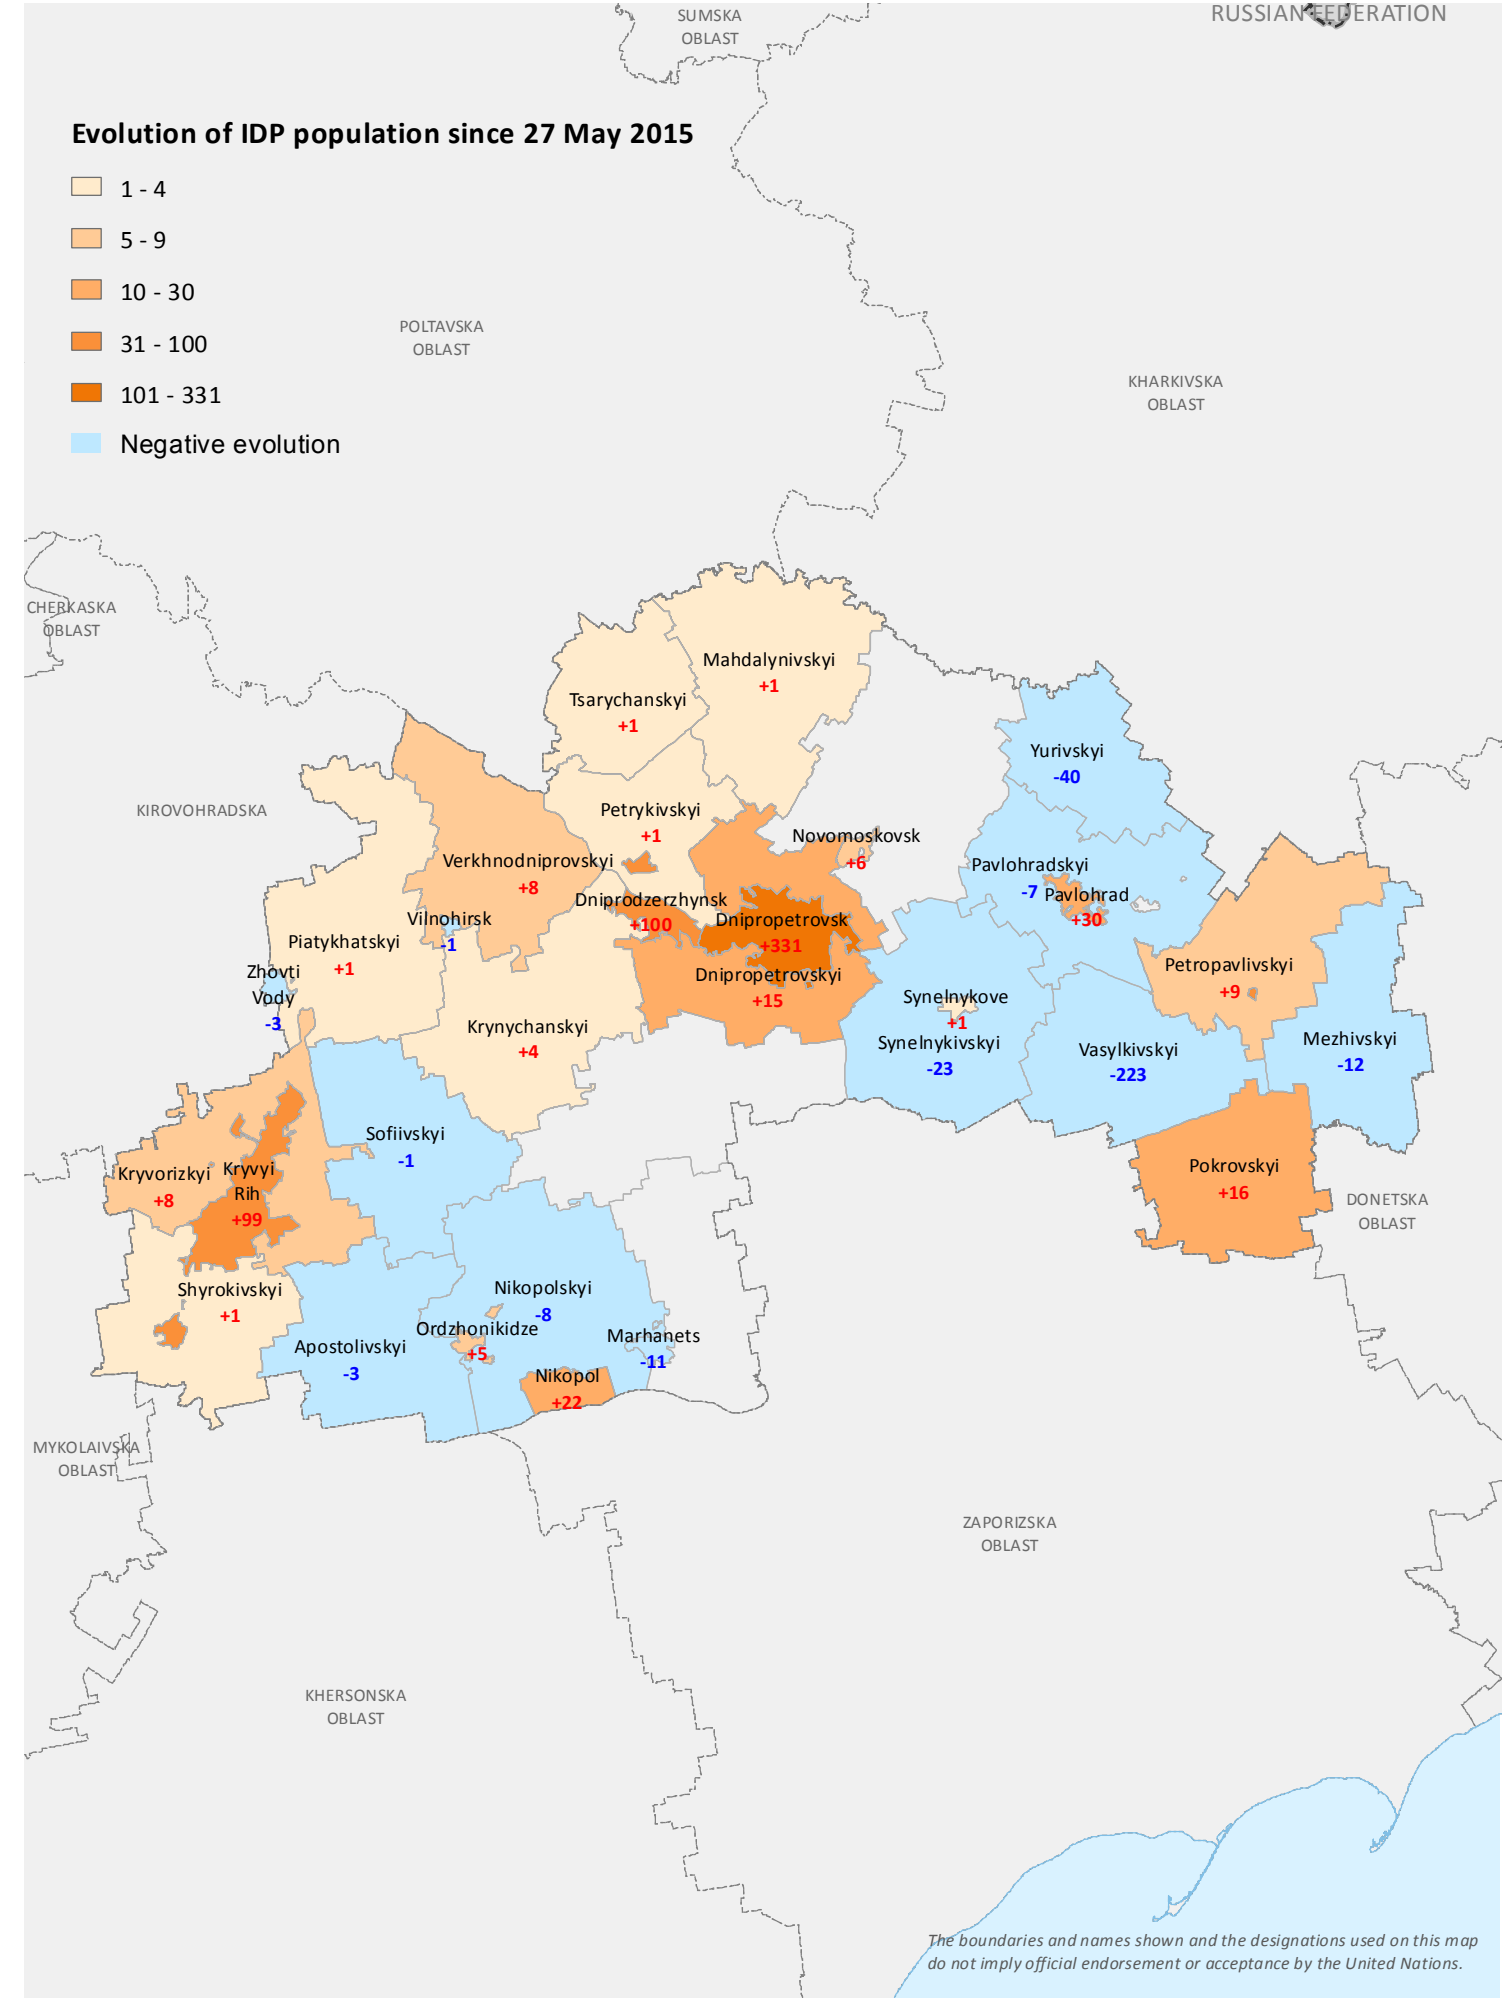 SUMSKA
OBLAST
RUSSIAN FEDERATION
Evolution of IDP population since 27 May 2015
1 - 4
5 - 9
10 - 30
31 - 100
101 - 331
Negative evolution
POLTAVSKA
OBLAST
KHARKIVSKA
OBLAST
CHERKASKA
OBLAST
KIROVOHRADSKA
Mahdalynivskyi
+1
Tsarychanskyi
+1
Yurivskyi
-40
Petrykivskyi
+1
Novomoskovsk
+6
Verkhnodniprovskyi
+8
Pavlohradskyi
-7
Pavlohrad
+30
Dniprodzerzhynsk
+100
Vilnohirsk
-1
Dnipropetrovsk
+331
Piatykhatskyi
+1
Petropavlivskyi
+9
Zhovti
Vody
-3
Dnipropetrovskyi
+15
Synelnykove
+1
Krynychanskyi
+4
Synelnykivskyi
-23
Vasylkivskyi
-223
Mezhivskyi
-12
Sofiivskyi
-1
Kryvorizkyi
+8
Kryvyi
Rih
+99
Pokrovskyi
+16
DONETSKA
OBLAST
Shyrokivskyi
+1
Nikopolskyi
-8
Ordzhonikidze
+5
Marhanets
-11
Apostolivskyi
-3
Nikopol
+22
MYKOLAIVSKA
OBLAST
ZAPORIZSKA
OBLAST
KHERSONSKA
OBLAST
The boundaries and names shown and the designations used on this map
do not imply official endorsement or acceptance by the United Nations.